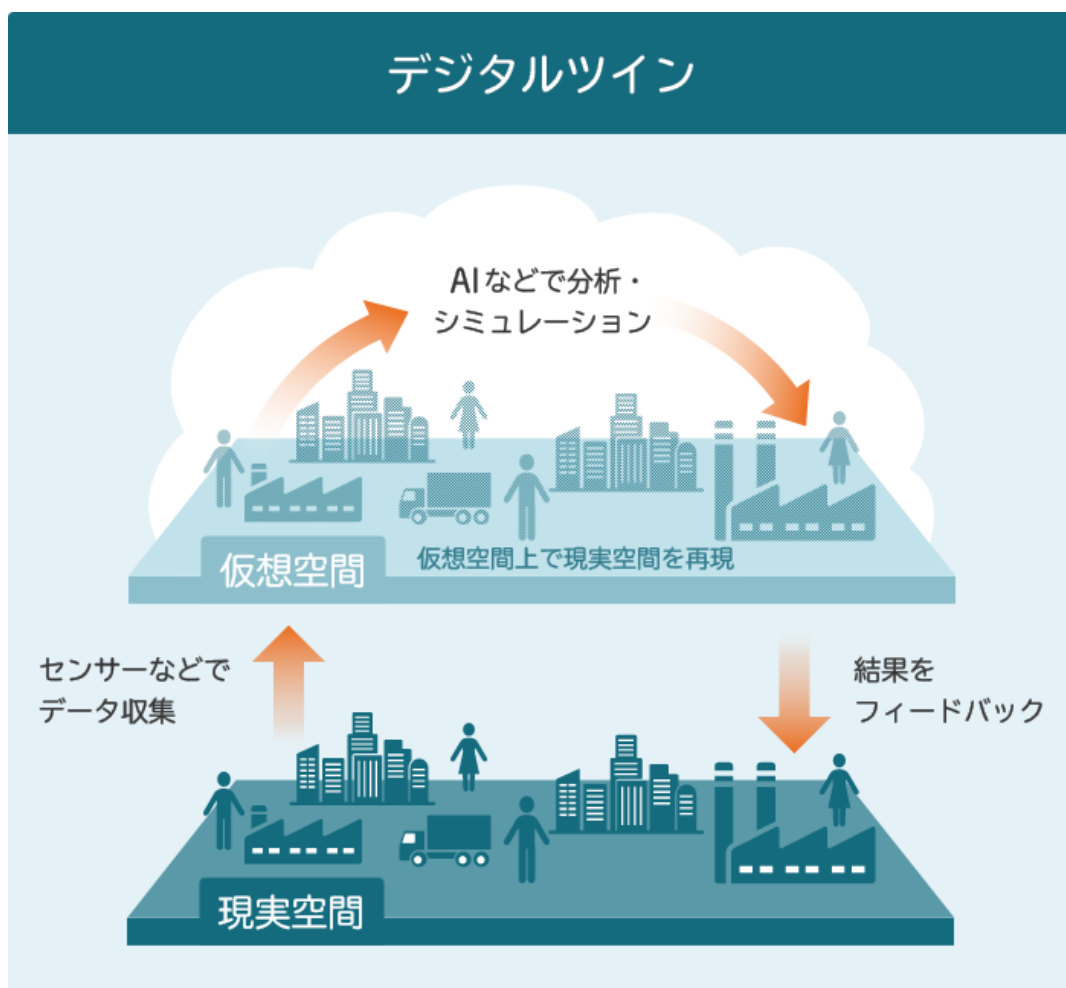 デジタルツイン
AIなどで分析・
シミュレーション
仮想空間
仮想空間上で現実空間を再現
センサーなどで
データ収集
結果を
フィードバック
現実空間